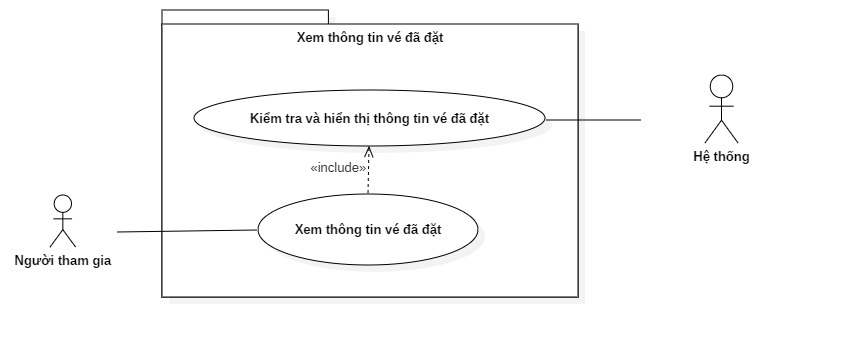 Xem thông tin vé đã đặt
Kiểm tra và hiển thị thông tin vé đã đặt
Hệ thống
«include»
Xem thông tin vé đã đặt
Người tham gia